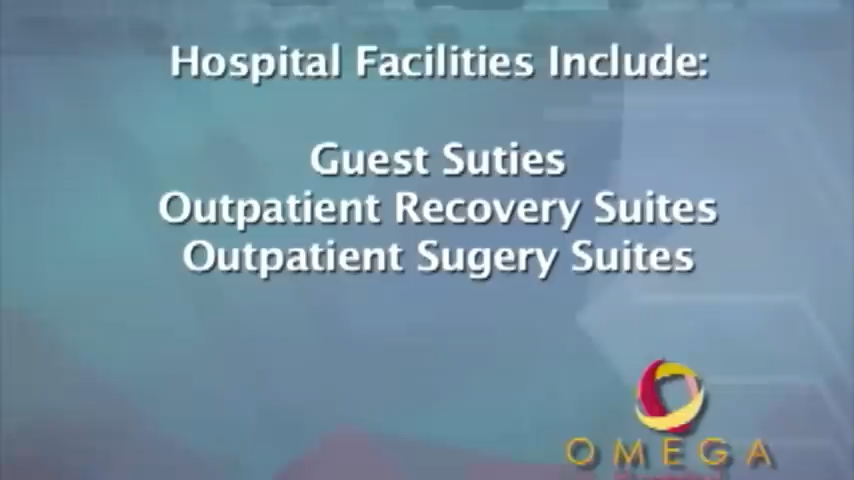 Hospital Facilities Include:
Guest Suties
Outpatient Recovery Suites
Outpatient Sugery Suites
OMEGA